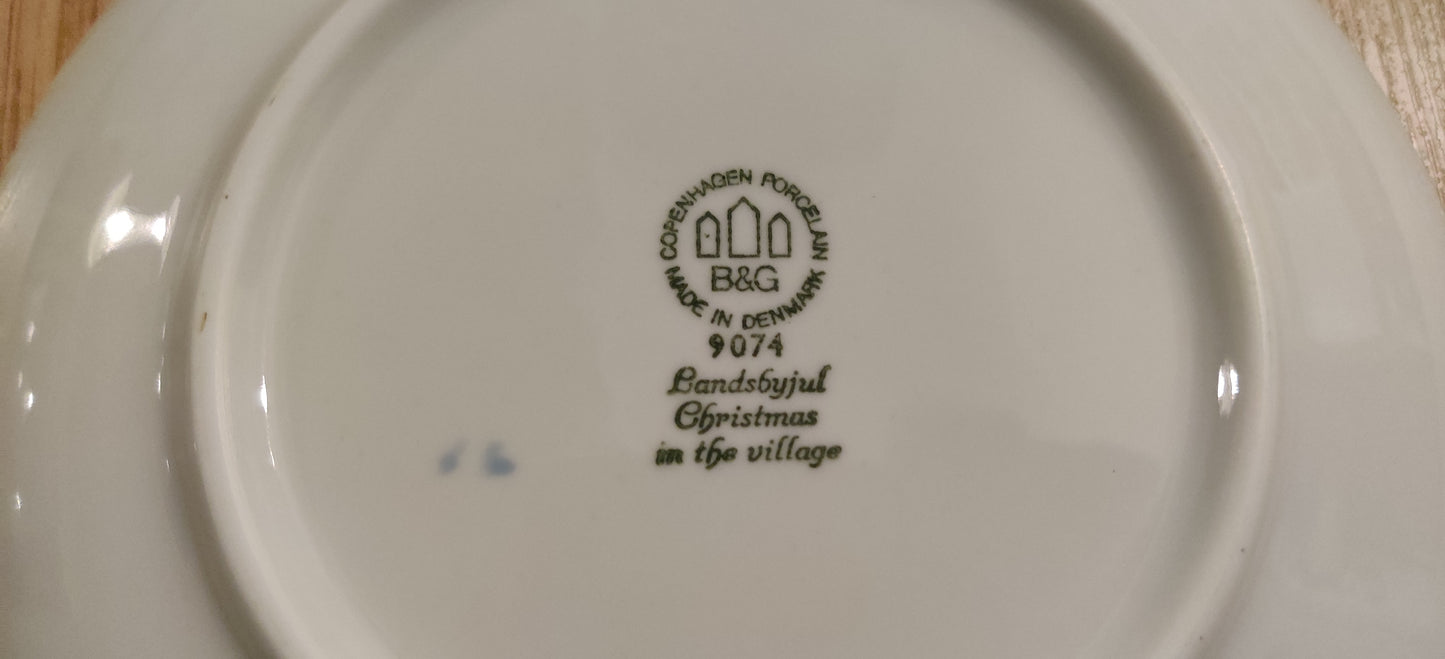 COPENHAGEN PORCELAIN
B&G
MADE IN DENMARK
9074
Landsbyjul
Christmas
in the village